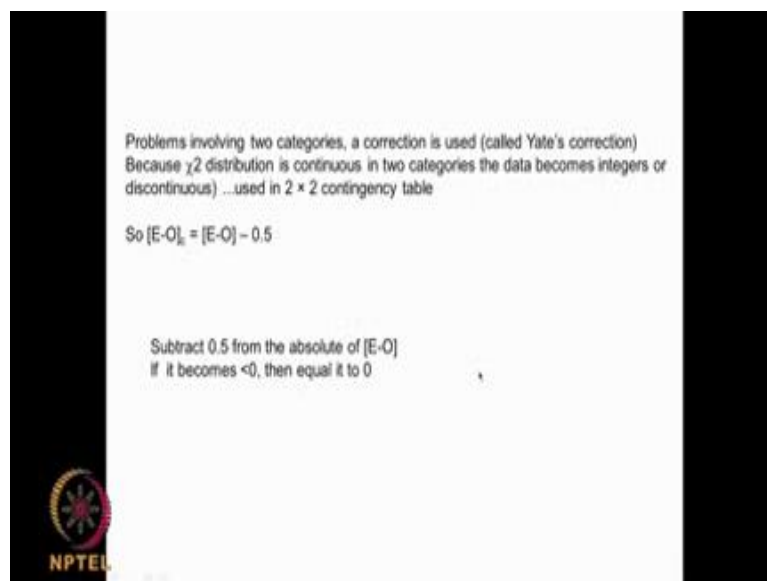 Problems involving two categories, a correction is used (called Yate's correction)
Because χ2 distribution is continuous in two categories the data becomes integers or
discontinuous) ...used in 2 × 2 contingency table
So [E-O]c = [E-O] – 0.5
Subtract 0.5 from the absolute of [E-O]
If it becomes <0, then equal it to 0
NPTEL